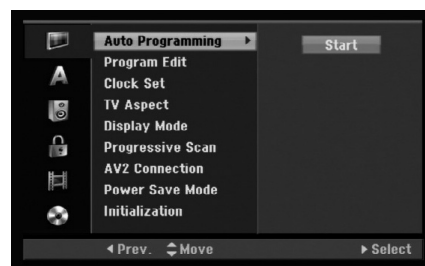 Auto Programming
Start
Program Edit
A
Clock Set
TV Aspect
Display Mode
Progressive Scan
AV2 Connection
Power Save Mode
Initialization
Prev. Move Select